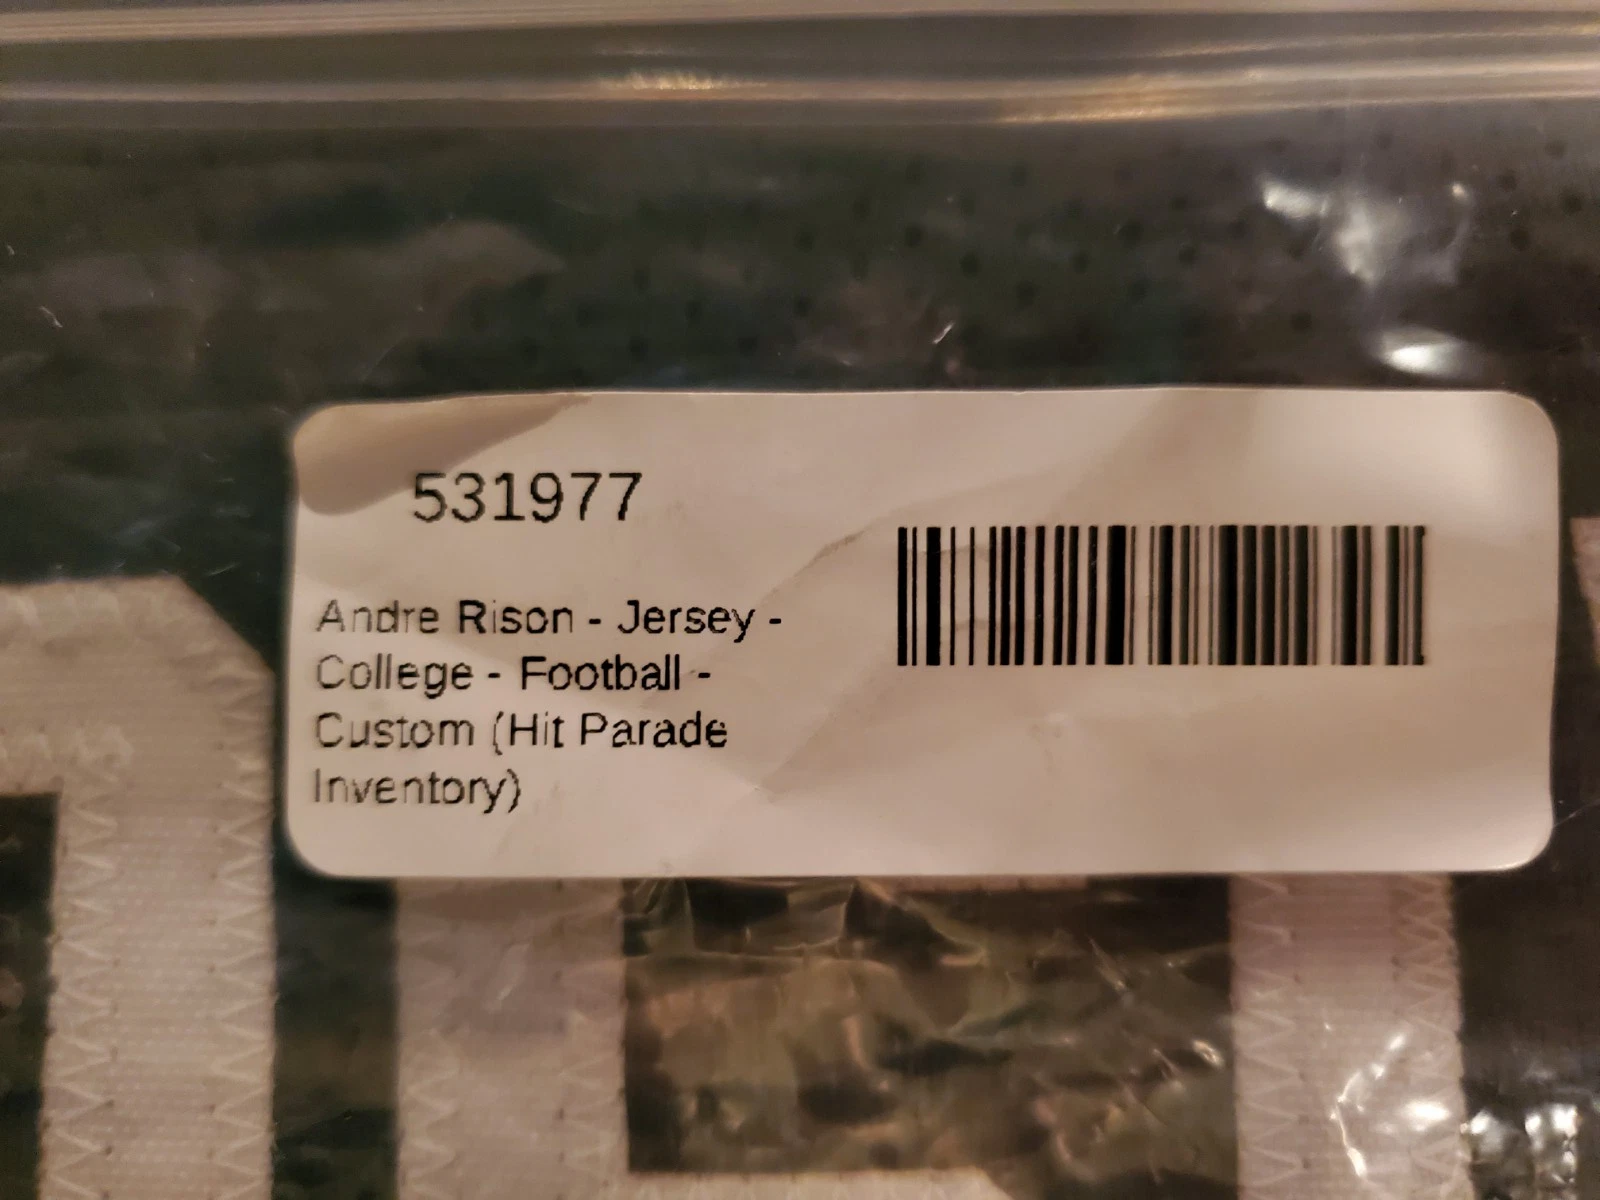 531977
Andre Rison - Jersey -
College - Football -
Custom (Hit Parade
Inventory)